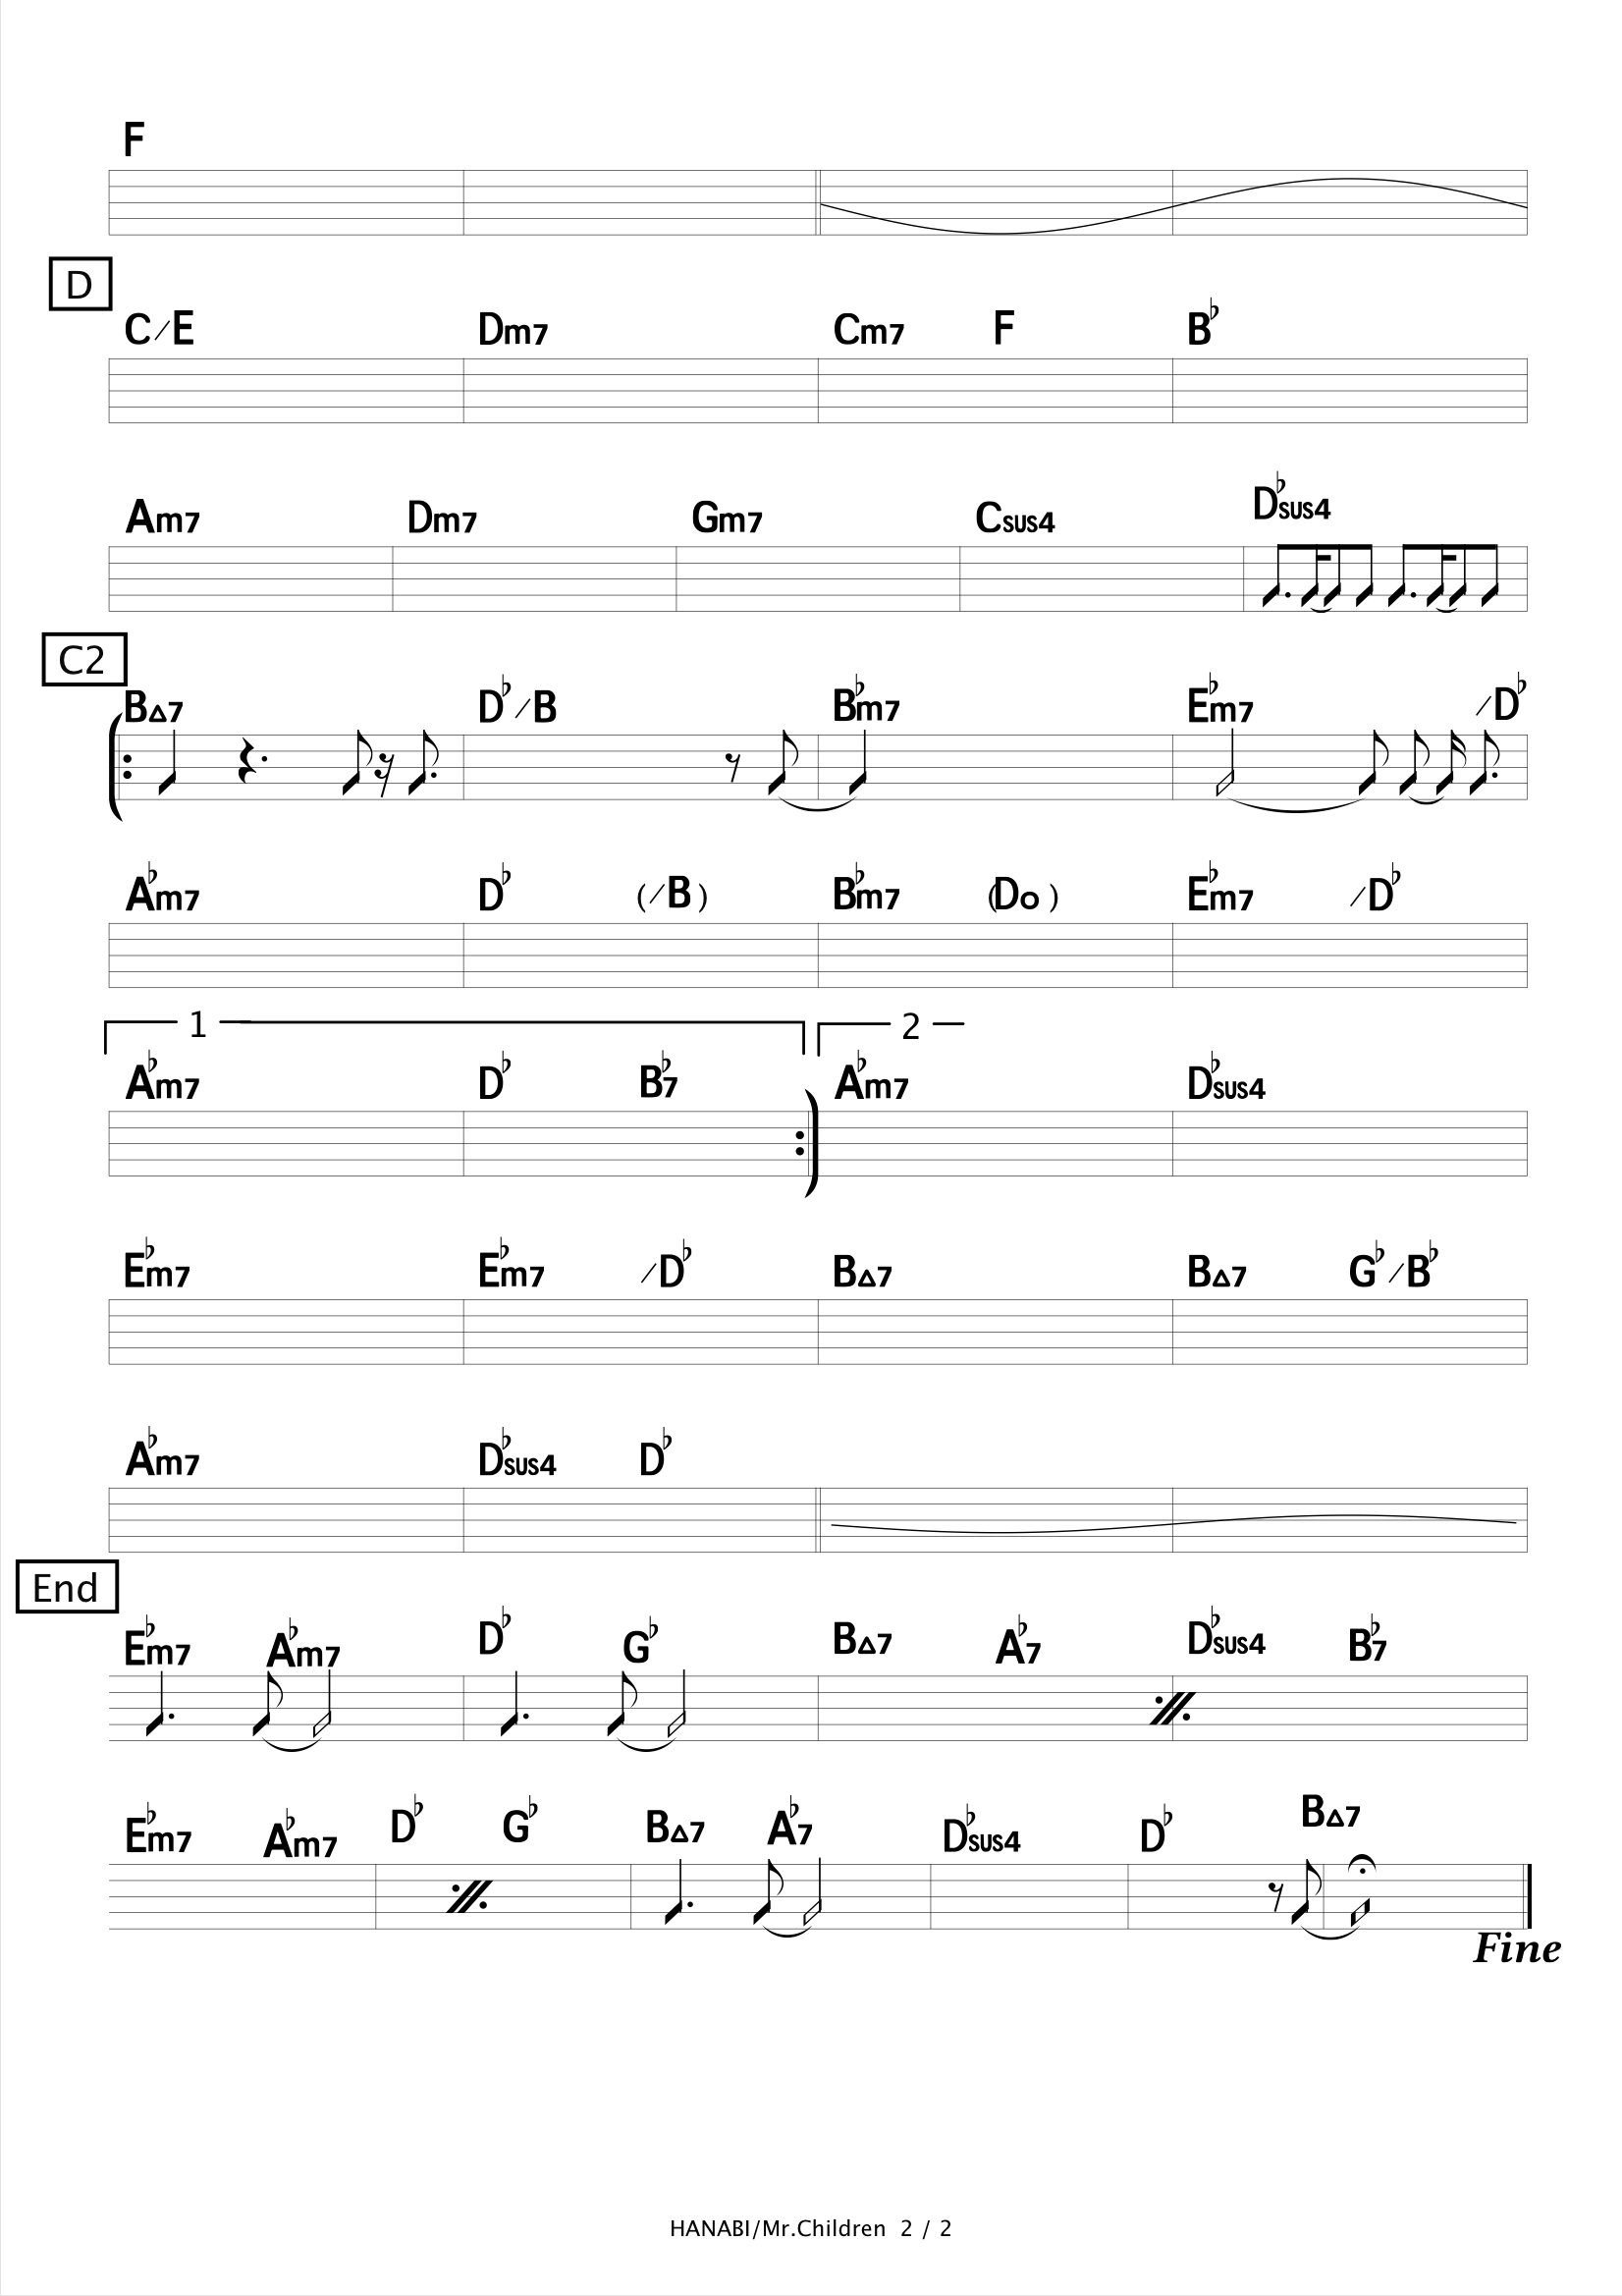 F
D
C/E Dm7 Cm7 F B♭
Am7 Dm7 Gm7 Csus4 D♭sus4
C2
B△7 D♭/B B♭m7 E♭m7 /D♭
A♭m7 D♭ (/B) B♭m7 (Do) E♭m7 /D♭
1 2
A♭m7 D♭ B♭7 A♭m7 D♭sus4
E♭m7 E♭m7 /D♭ B△7 B△7 G♭/B♭
A♭m7 D♭sus4 D♭
End
E♭m7 A♭m7 D♭ G♭ B△7 A♭7 D♭sus4 B♭7
E♭m7 A♭m7 D♭ G♭ B△7 A♭7 D♭sus4 D♭ B△7
Fine
HANABI/Mr.Children 2 / 2